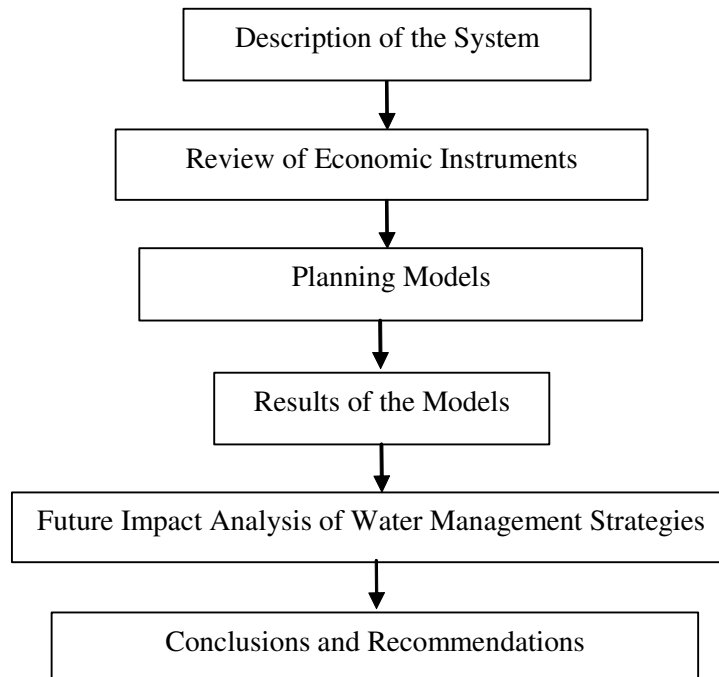 Description of the System
Review of Economic Instruments
Planning Models
Results of the Models
Future Impact Analysis of Water Management Strategies
Conclusions and Recommendations